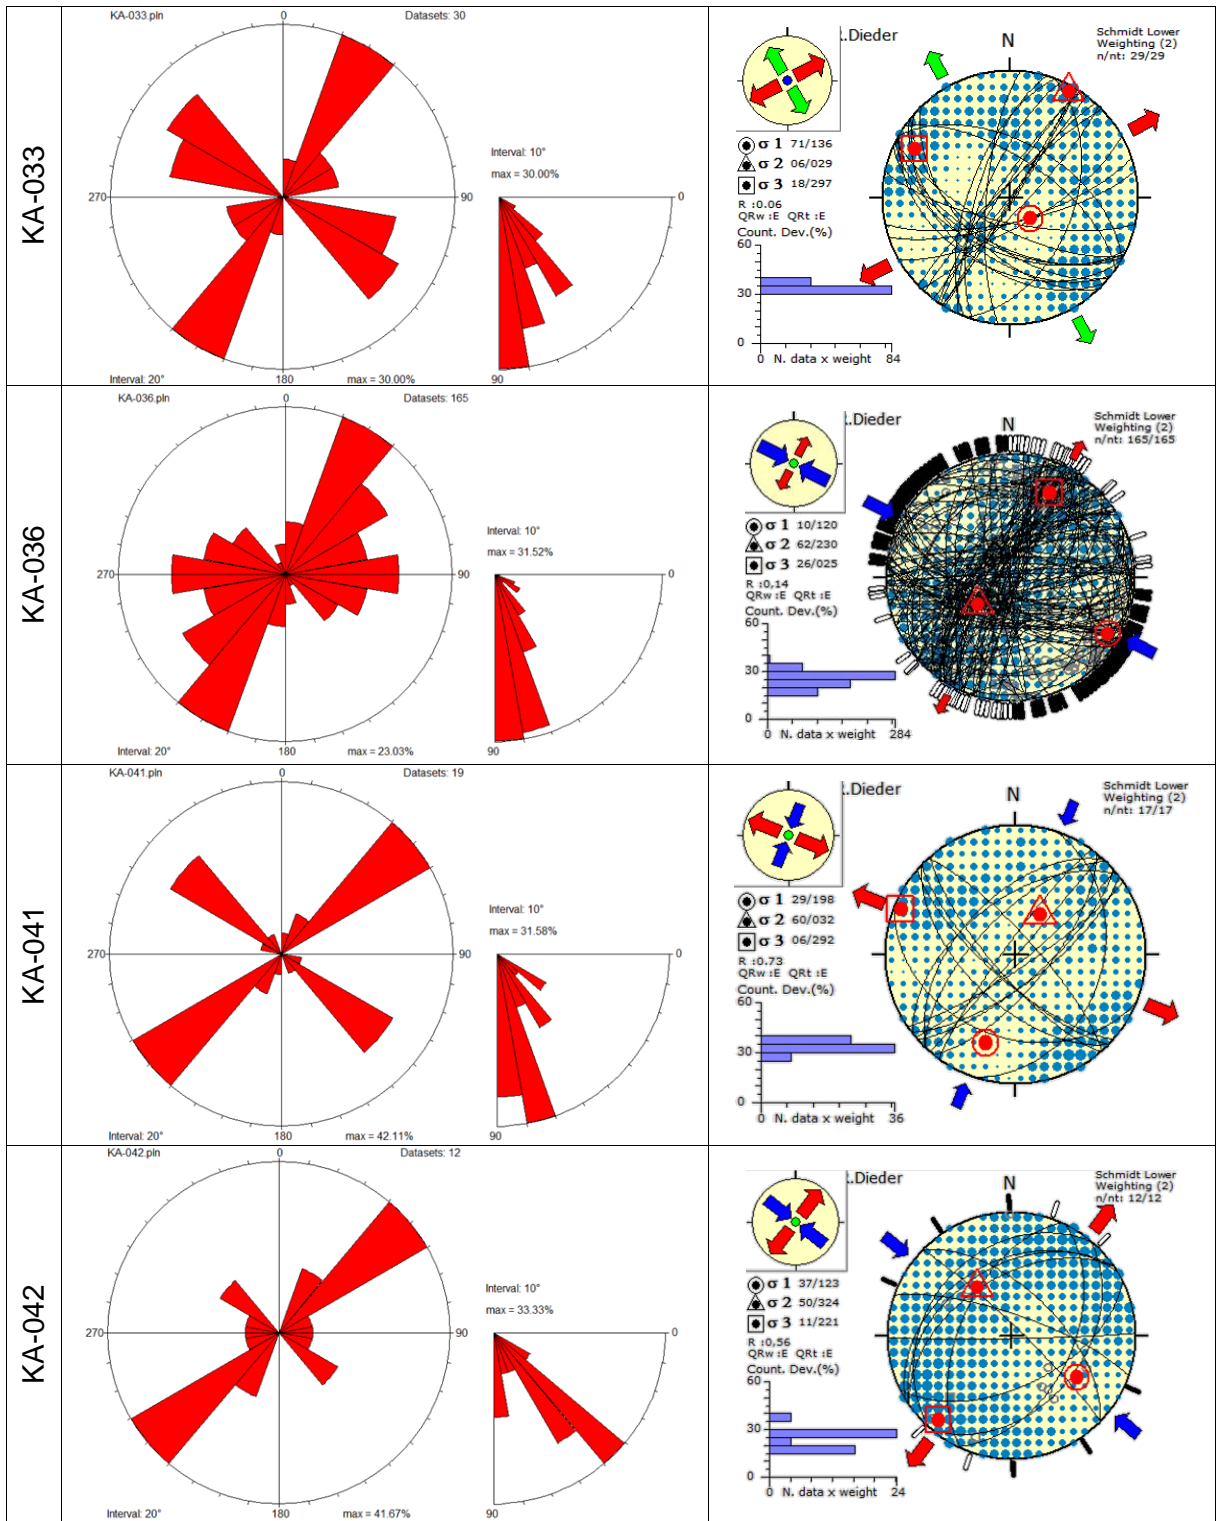 KA-033
KA-033.pln
0
Datasets: 30
270
90
180
Interval: 20°
max = 30.00%
Interval: 10°
max = 30.00%
0
90
R.Dieder
N
Schmidt Lower
Weighting (2)
n/nt: 29/29
σ 1 71/136
σ 2 06/029
σ 3 18/297
R :0.06
QRw :E QRt :E
Count. Dev.(%)
60
30
0
0 N. data x weight 84
KA-036
KA-036.pln
0
Datasets: 165
270
90
180
Interval: 20°
max = 23.03%
Interval: 10°
max = 31.52%
0
90
R.Dieder
N
Schmidt Lower
Weighting (2)
n/nt: 165/165
σ 1 10/120
σ 2 62/230
σ 3 26/025
R :0,14
QRw :E QRt :E
Count. Dev.(%)
60
30
0
0 N. data x weight 284
KA-041
KA-041.pln
0
Datasets: 19
270
90
180
Interval: 20°
max = 42.11%
Interval: 10°
max = 31.58%
0
90
R.Dieder
N
Schmidt Lower
Weighting (2)
n/nt: 17/17
σ 1 29/198
σ 2 60/032
σ 3 06/292
R :0.73
QRw :E QRt :E
Count. Dev.(%)
60
30
0
0 N. data x weight 36
KA-042
KA-042.pln
0
Datasets: 12
270
90
180
Interval: 20°
max = 41.67%
Interval: 10°
max = 33.33%
0
90
R.Dieder
N
Schmidt Lower
Weighting (2)
n/nt: 12/12
σ 1 37/123
σ 2 50/324
σ 3 11/221
R :0,56
QRw :E QRt :E
Count. Dev.(%)
60
30
0
0 N. data x weight 24